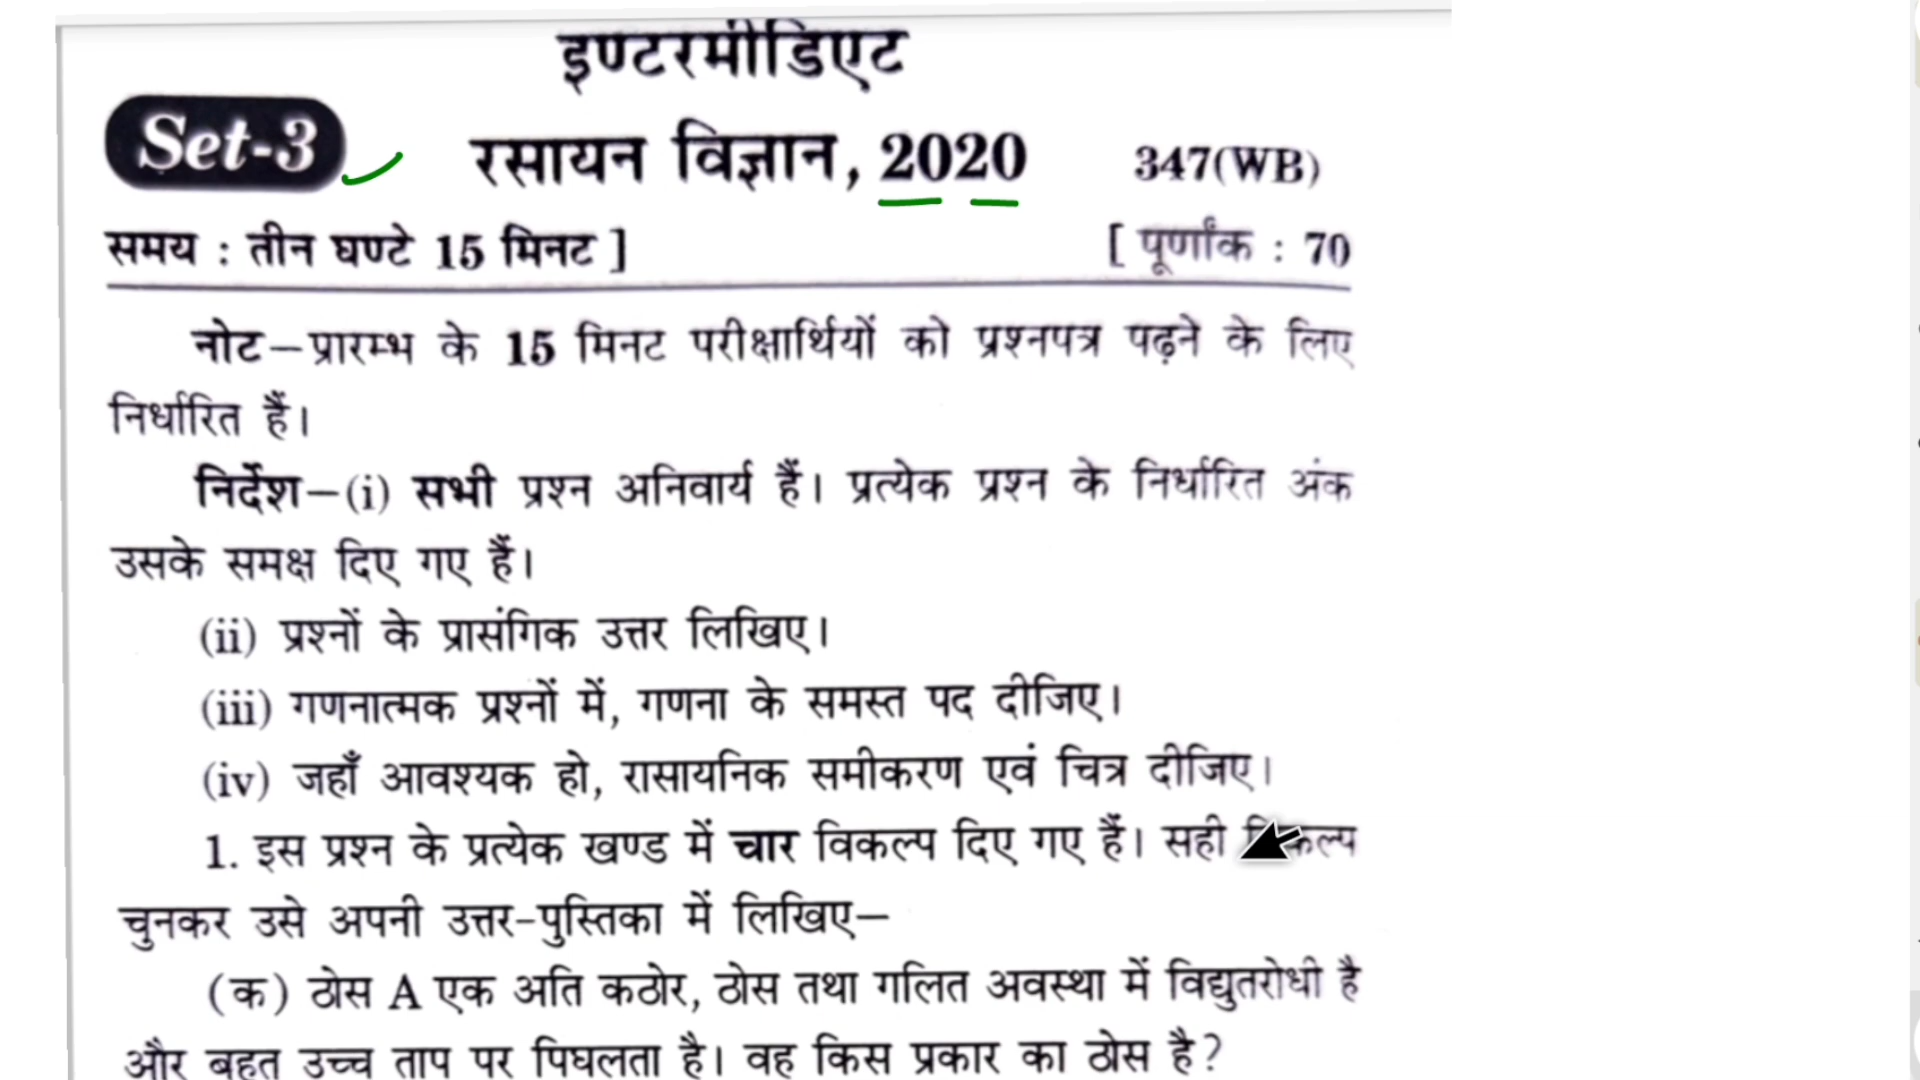 इण्टरमीडिएट
Set-3
रसायन विज्ञान, 2020 347(WB)
समय : तीन घण्टे 15 मिनट ] [ पूर्णांक : 70
नोट–प्रारम्भ के 15 मिनट परीक्षार्थियों को प्रश्नपत्र पढ़ने के लिए
निर्धारित हैं।
निर्देश–(i) सभी प्रश्न अनिवार्य हैं। प्रत्येक प्रश्न के निर्धारित अंक
उसके समक्ष दिए गए हैं।
(ii) प्रश्नों के प्रासंगिक उत्तर लिखिए।
(iii) गणनात्मक प्रश्नों में, गणना के समस्त पद दीजिए।
(iv) जहाँ आवश्यक हो, रासायनिक समीकरण एवं चित्र दीजिए।
1. इस प्रश्न के प्रत्येक खण्ड में चार विकल्प दिए गए हैं। सही विकल्प
चुनकर उसे अपनी उत्तर-पुस्तिका में लिखिए–
(क) ठोस A एक अति कठोर, ठोस तथा गलित अवस्था में विद्युतरोधी है
और बहुत उच्च ताप पर पिघलता है। वह किस प्रकार का ठोस है?